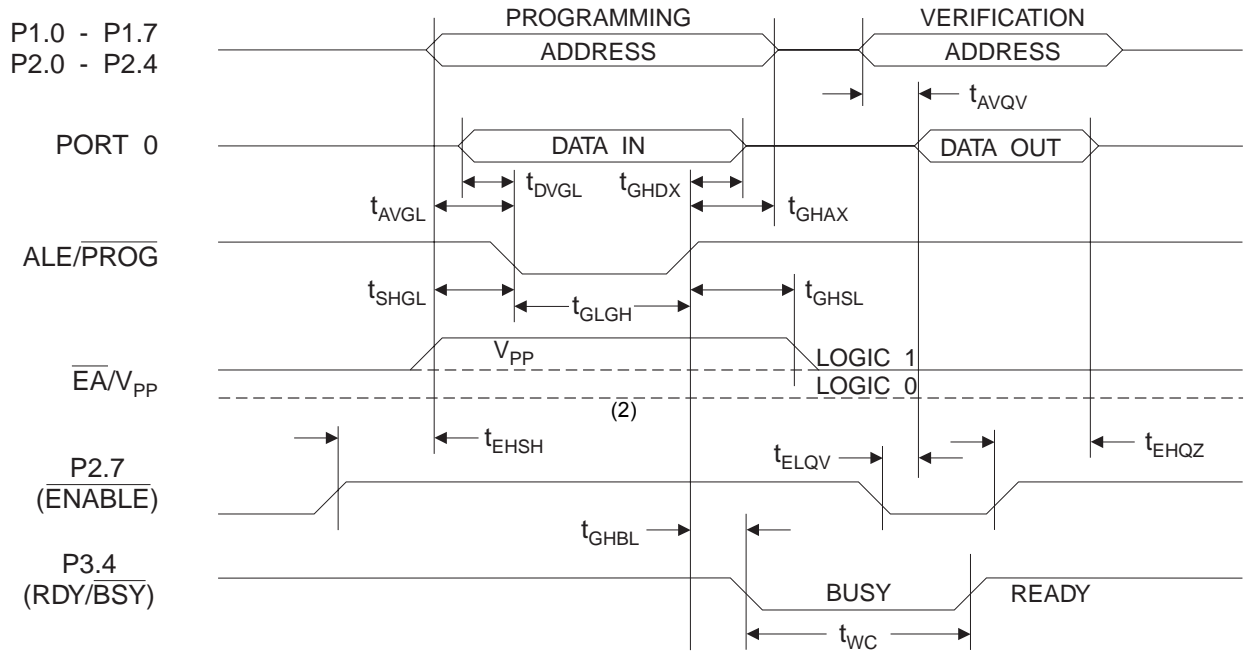 PROGRAMMING VERIFICATION
P1.0 - P1.7
P2.0 - P2.4
ADDRESS ADDRESS
tAVQV
PORT 0 DATA IN DATA OUT
tDVGL tGHDX
tAVGL tGHAX
ALE/PROG
tSHGL tGLGH tGHSL
VPP LOGIC 1
EA/VPP
LOGIC 0
(2)
tEHSH tELQV tEHQZ
P2.7
(ENABLE)
tGHBL
P3.4
(RDY/BSY)
BUSY READY
tWC